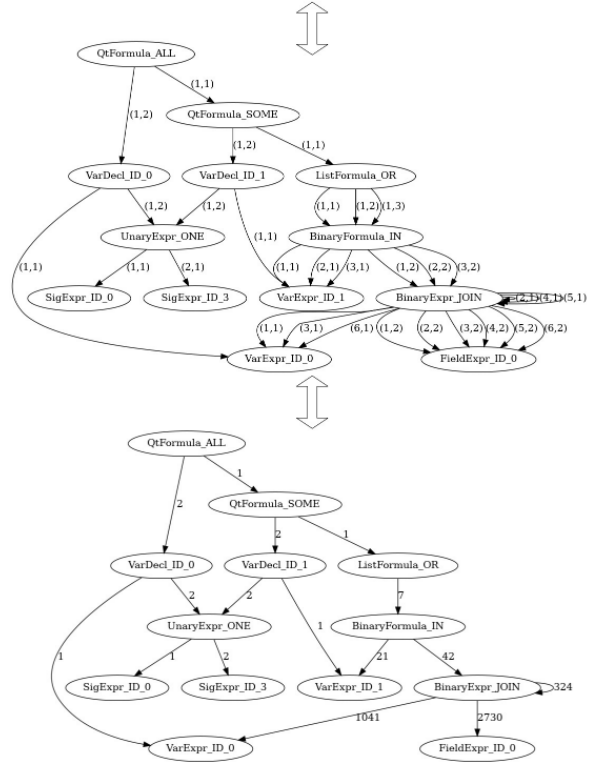 QtFormula_ALL
(1,1)
(1,2) QtFormula_SOME
(1,2) (1,1)
VarDecl_ID_0 VarDecl_ID_1 ListFormula_OR
(1,2) (1,2) (1,1) (1,2) (1,3)
UnaryExpr_ONE BinaryFormula_IN
(1,1) (1,1) (2,1) (1,1) (1,1) (2,1) (3,1) (1,2) (2,2) (3,2)
SigExpr_ID_0 SigExpr_ID_3 VarExpr_ID_1 BinaryExpr_JOIN (2,1) (4,1) (5,1)
(1,1) (3,1) (6,1) (1,2) (2,2) (3,2) (4,2) (5,2) (6,2)
VarExpr_ID_0 FieldExpr_ID_0
QtFormula_ALL
1
2 QtFormula_SOME
2 1
VarDecl_ID_0 VarDecl_ID_1 ListFormula_OR
2 2 7
UnaryExpr_ONE 1 BinaryFormula_IN
1 1 2 21 42
SigExpr_ID_0 SigExpr_ID_3 VarExpr_ID_1 BinaryExpr_JOIN 324
1041 2730
VarExpr_ID_0 FieldExpr_ID_0